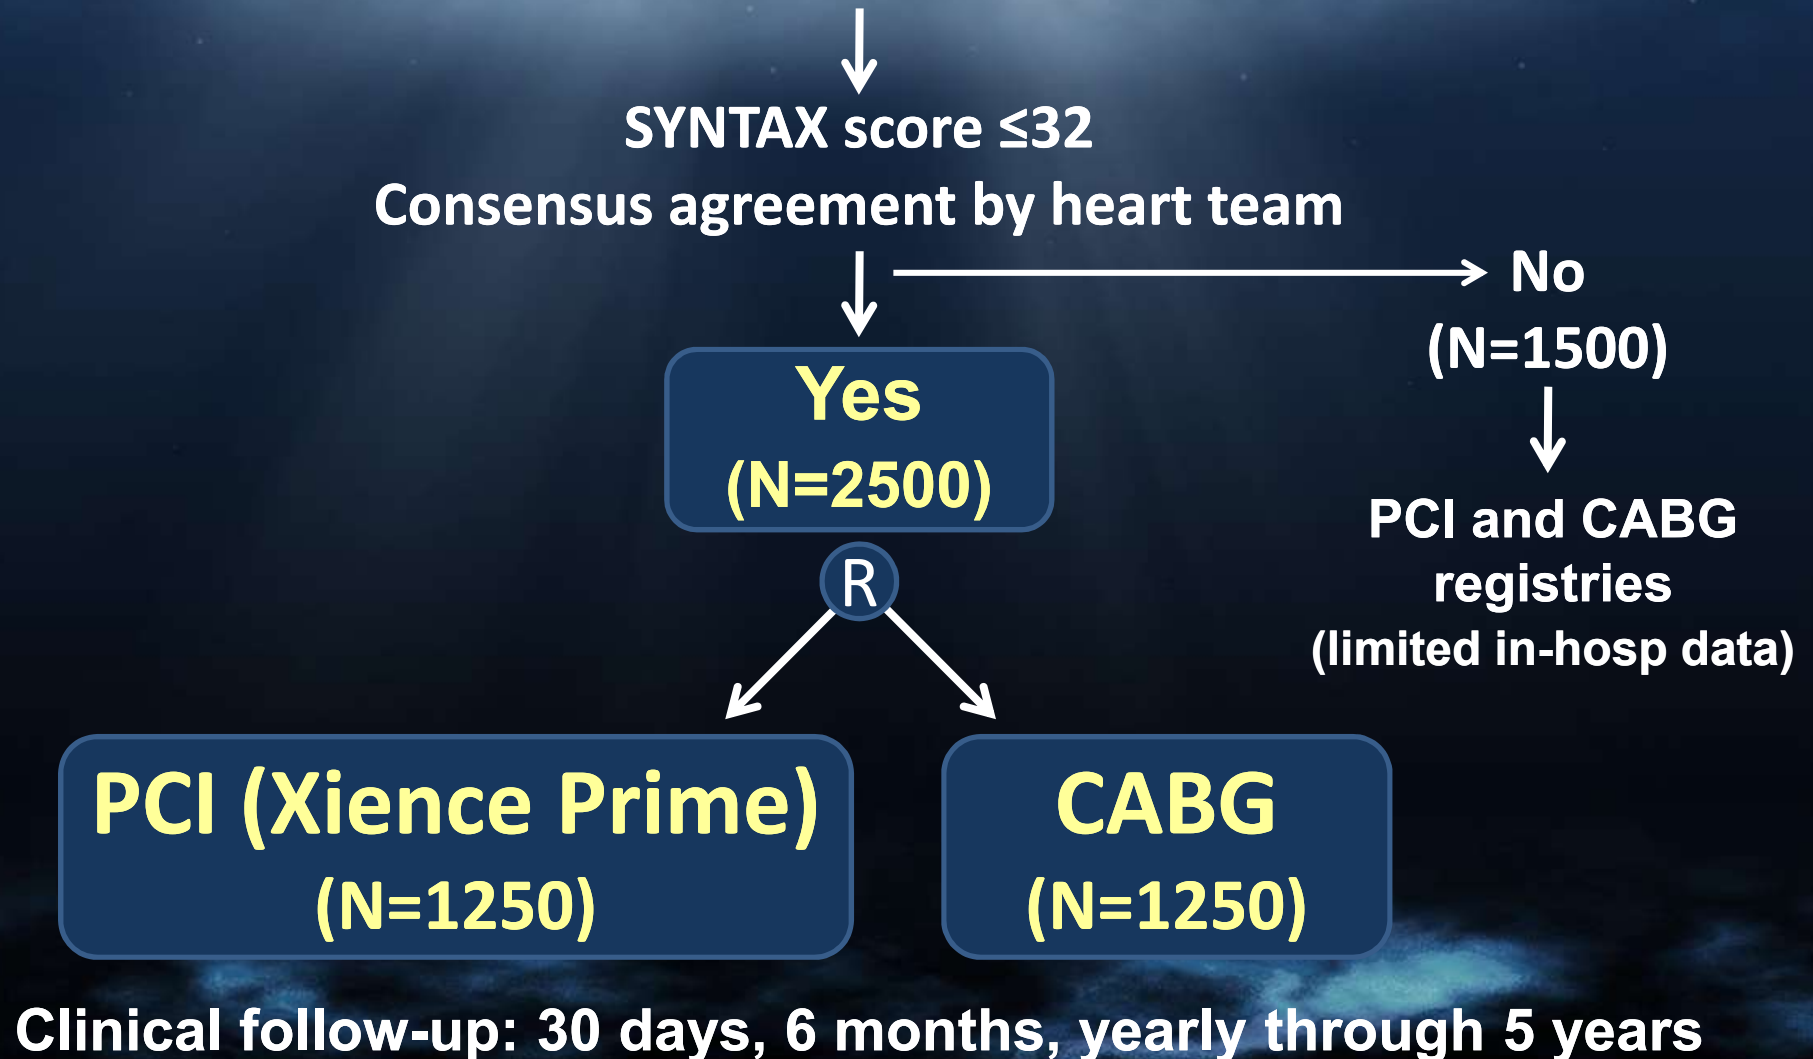 SYNTAX score ≤32
Consensus agreement by heart team
No
(N=1500)
Yes
(N=2500)
PCI and CABG
registries
(limited in-hosp data)
R
PCI (Xience Prime)
(N=1250)
CABG
(N=1250)
Clinical follow-up: 30 days, 6 months, yearly through 5 years